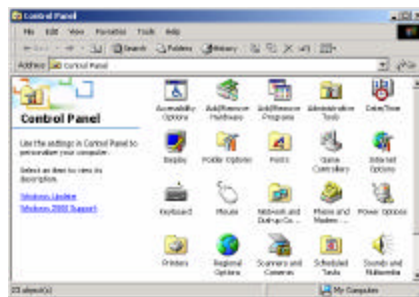 Control Panel
File Edit View Favorites Tools Help
Back Search Folders History
Address Control Panel
Control Panel
Use the settings in Control Panel to
personalize your computer.
Select an item to view its
description.
Windows Update
Windows 2000 Support
Accessibility Options
Add/Remove Hardware
Add/Remove Programs
Administrative Tools
Date/Time
Display
Folder Options
Fonts
Game Controllers
Internet Options
Keyboard
Mouse
Network and Dial-up Co...
Phone and Modem ...
Power Options
Printers
Regional Options
Scanners and Cameras
Scheduled Tasks
Sounds and Multimedia
My Computer